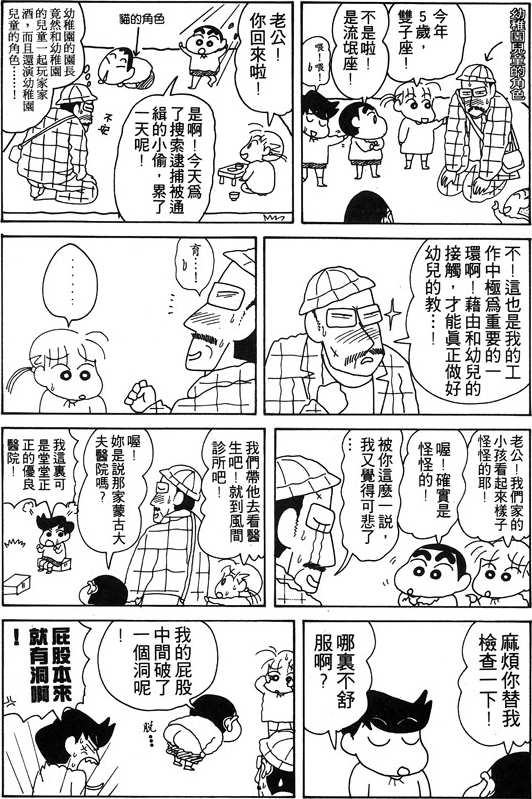 幼稚園兒童的角色
今年
5歲,
雙子座!
不是啦!
是流氓座!
喂喂!
老公!
你回來啦!
貓的角色
是啊!今天爲
了搜索逮捕被通
緝的小偷,累了
一天呢!
不安
幼稚園的園長
竟然和幼稚園
的兒童一起玩家家
酒,而且還演幼稚園
兒童的角色……!
不!這也是我的工
作中極爲重要的一
環啊!藉由和幼兒的
接觸,才能眞正做好
幼兒的教…!
育…!
………
老公!我們家的
小孩看起來樣子
怪怪的耶!
喔!確實是
怪怪的!
被你這麼一說,
我又覺得可悲了
我們帶他去看醫
生吧!就到風間
診所吧!
喔!
妳是説那家蒙古大
夫醫院嗎?
我這裏可
是堂堂正
正的優良
醫院!
麻煩你替我
檢查一下!
哪裏不舒
服啊?
我的屁股
中間破了
一個洞呢
!
脫…
屁股本來
就有洞啊
!